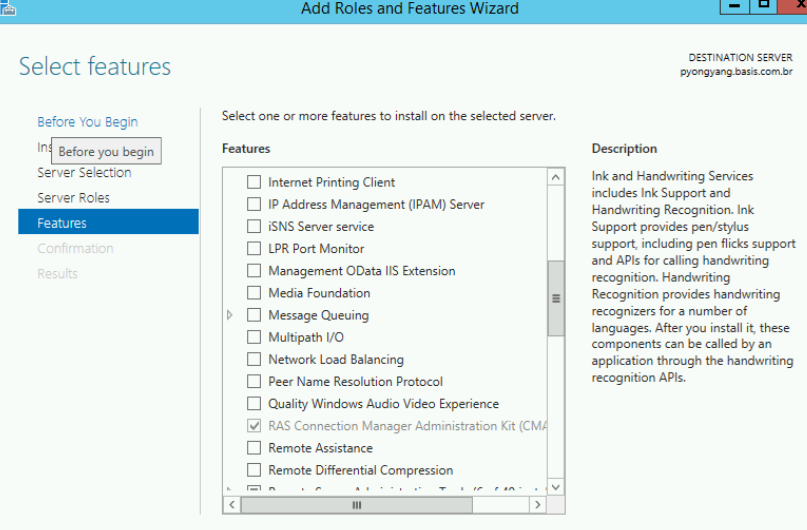 Add Roles and Features Wizard
Select features
DESTINATION SERVER
pyongyang.basis.com.br
Before You Begin
Before you begin
Server Selection
Server Roles
Features
Confirmation
Results
Select one or more features to install on the selected server.
Features
Internet Printing Client
IP Address Management (IPAM) Server
iSNS Server service
LPR Port Monitor
Management OData IIS Extension
Media Foundation
Message Queuing
Multipath I/O
Network Load Balancing
Peer Name Resolution Protocol
Quality Windows Audio Video Experience
RAS Connection Manager Administration Kit (CMA
Remote Assistance
Remote Differential Compression
Description
Ink and Handwriting Services
includes Ink Support and
Handwriting Recognition. Ink
Support provides pen/stylus
support, including pen flicks support
and APIs for calling handwriting
recognition. Handwriting
Recognition provides handwriting
recognizers for a number of
languages. After you install it, these
components can be called by an
application through the handwriting
recognition APIs.